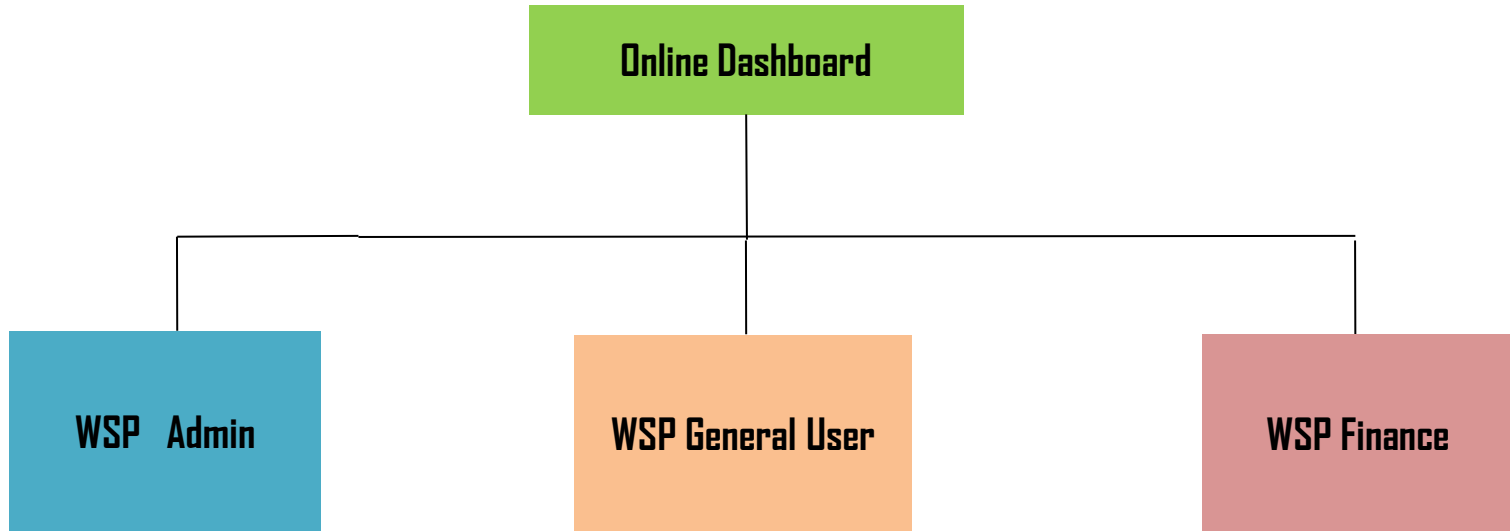 Online Dashboard
WSP Admin
WSP General User
WSP Finance